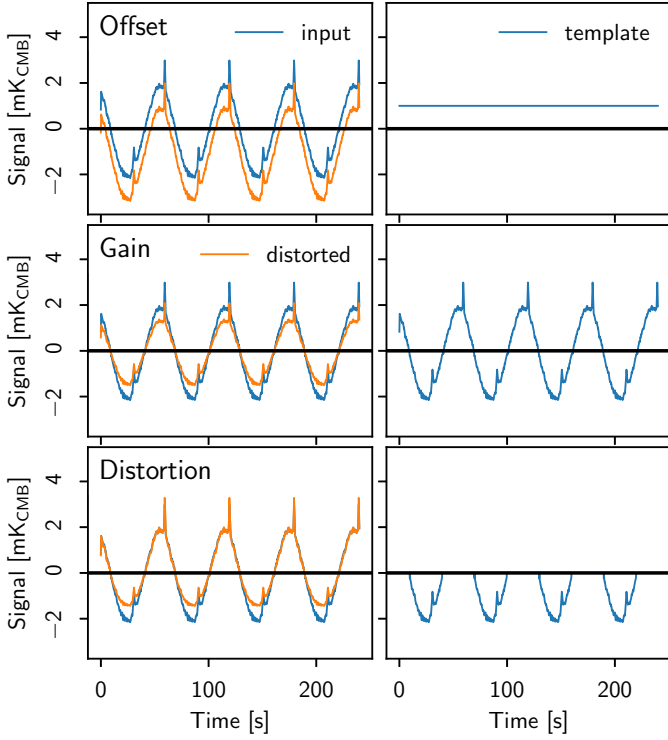 Offset
input
template
Signal [mK_CMB]
4
2
0
−2
Gain
distorted
Signal [mK_CMB]
4
2
0
−2
Distortion
Signal [mK_CMB]
4
2
0
−2
0 100 200
0 100 200
Time [s]
Time [s]